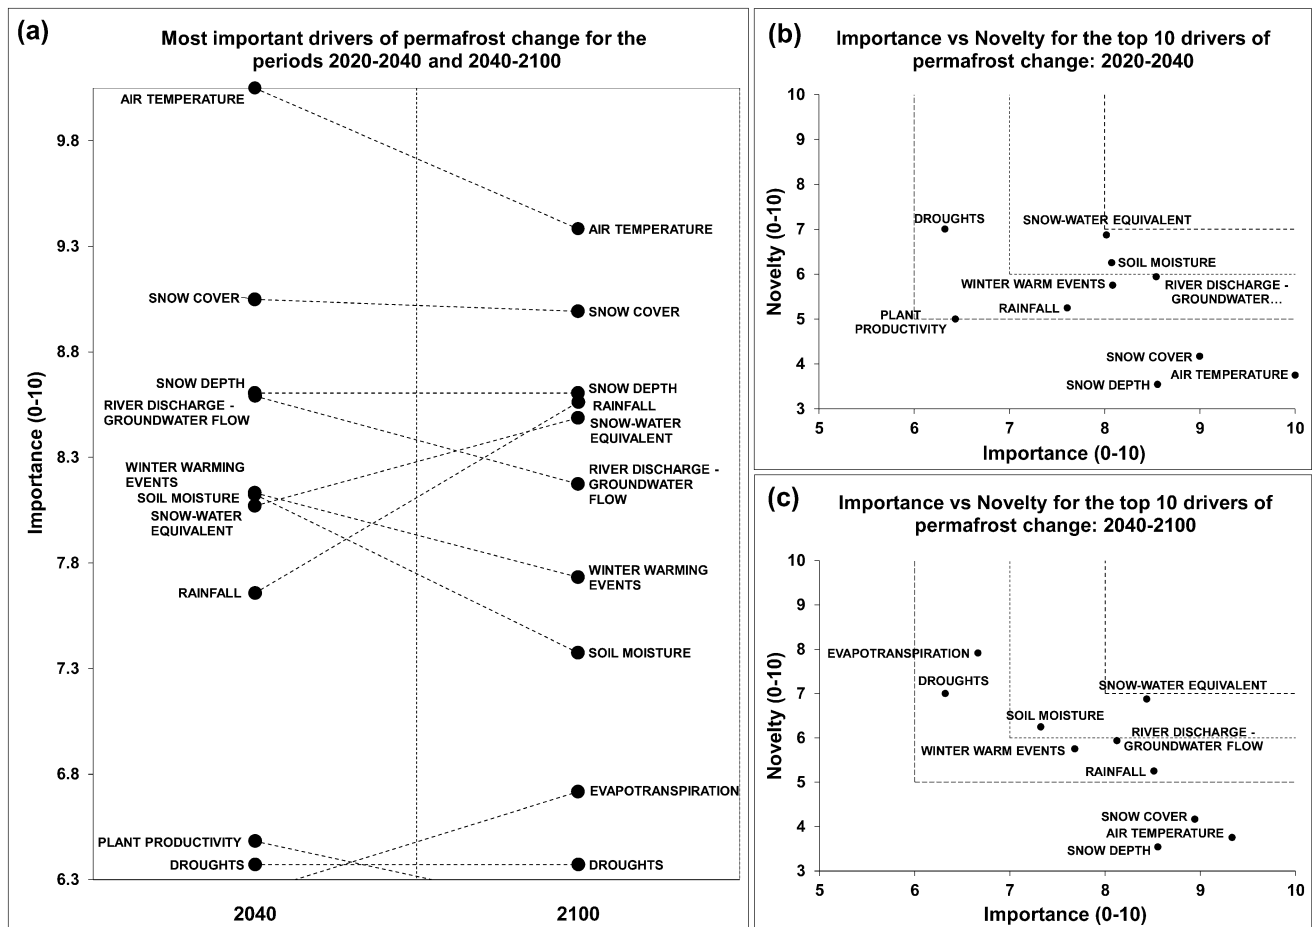 (a)
Most important drivers of permafrost change for the
periods 2020-2040 and 2040-2100
Importance (0-10)
9.8
9.3
8.8
8.3
7.8
7.3
6.8
6.3
AIR TEMPERATURE
SNOW COVER
SNOW DEPTH
RIVER DISCHARGE -
GROUNDWATER FLOW
WINTER WARMING
EVENTS
SOIL MOISTURE
SNOW-WATER
EQUIVALENT
RAINFALL
PLANT PRODUCTIVITY
DROUGHTS
AIR TEMPERATURE
SNOW COVER
SNOW DEPTH
RAINFALL
SNOW-WATER
EQUIVALENT
RIVER DISCHARGE -
GROUNDWATER
FLOW
WINTER WARMING
EVENTS
SOIL MOISTURE
EVAPOTRANSPIRATION
DROUGHTS
2040
2100
(b)
Importance vs Novelty for the top 10 drivers of
permafrost change: 2020-2040
Novelty (0-10)
10
9
8
7
6
5
4
3
DROUGHTS
SNOW-WATER EQUIVALENT
SOIL MOISTURE
WINTER WARM EVENTS
RIVER DISCHARGE -
GROUNDWATER...
RAINFALL
PLANT
PRODUCTIVITY
SNOW COVER
AIR TEMPERATURE
SNOW DEPTH
5
6
7
8
9
10
Importance (0-10)
(c)
Importance vs Novelty for the top 10 drivers of
permafrost change: 2040-2100
Novelty (0-10)
10
9
8
7
6
5
4
3
EVAPOTRANSPIRATION
DROUGHTS
SNOW-WATER EQUIVALENT
SOIL MOISTURE
RIVER DISCHARGE -
GROUNDWATER FLOW
WINTER WARM EVENTS
RAINFALL
SNOW COVER
AIR TEMPERATURE
SNOW DEPTH
5
6
7
8
9
10
Importance (0-10)